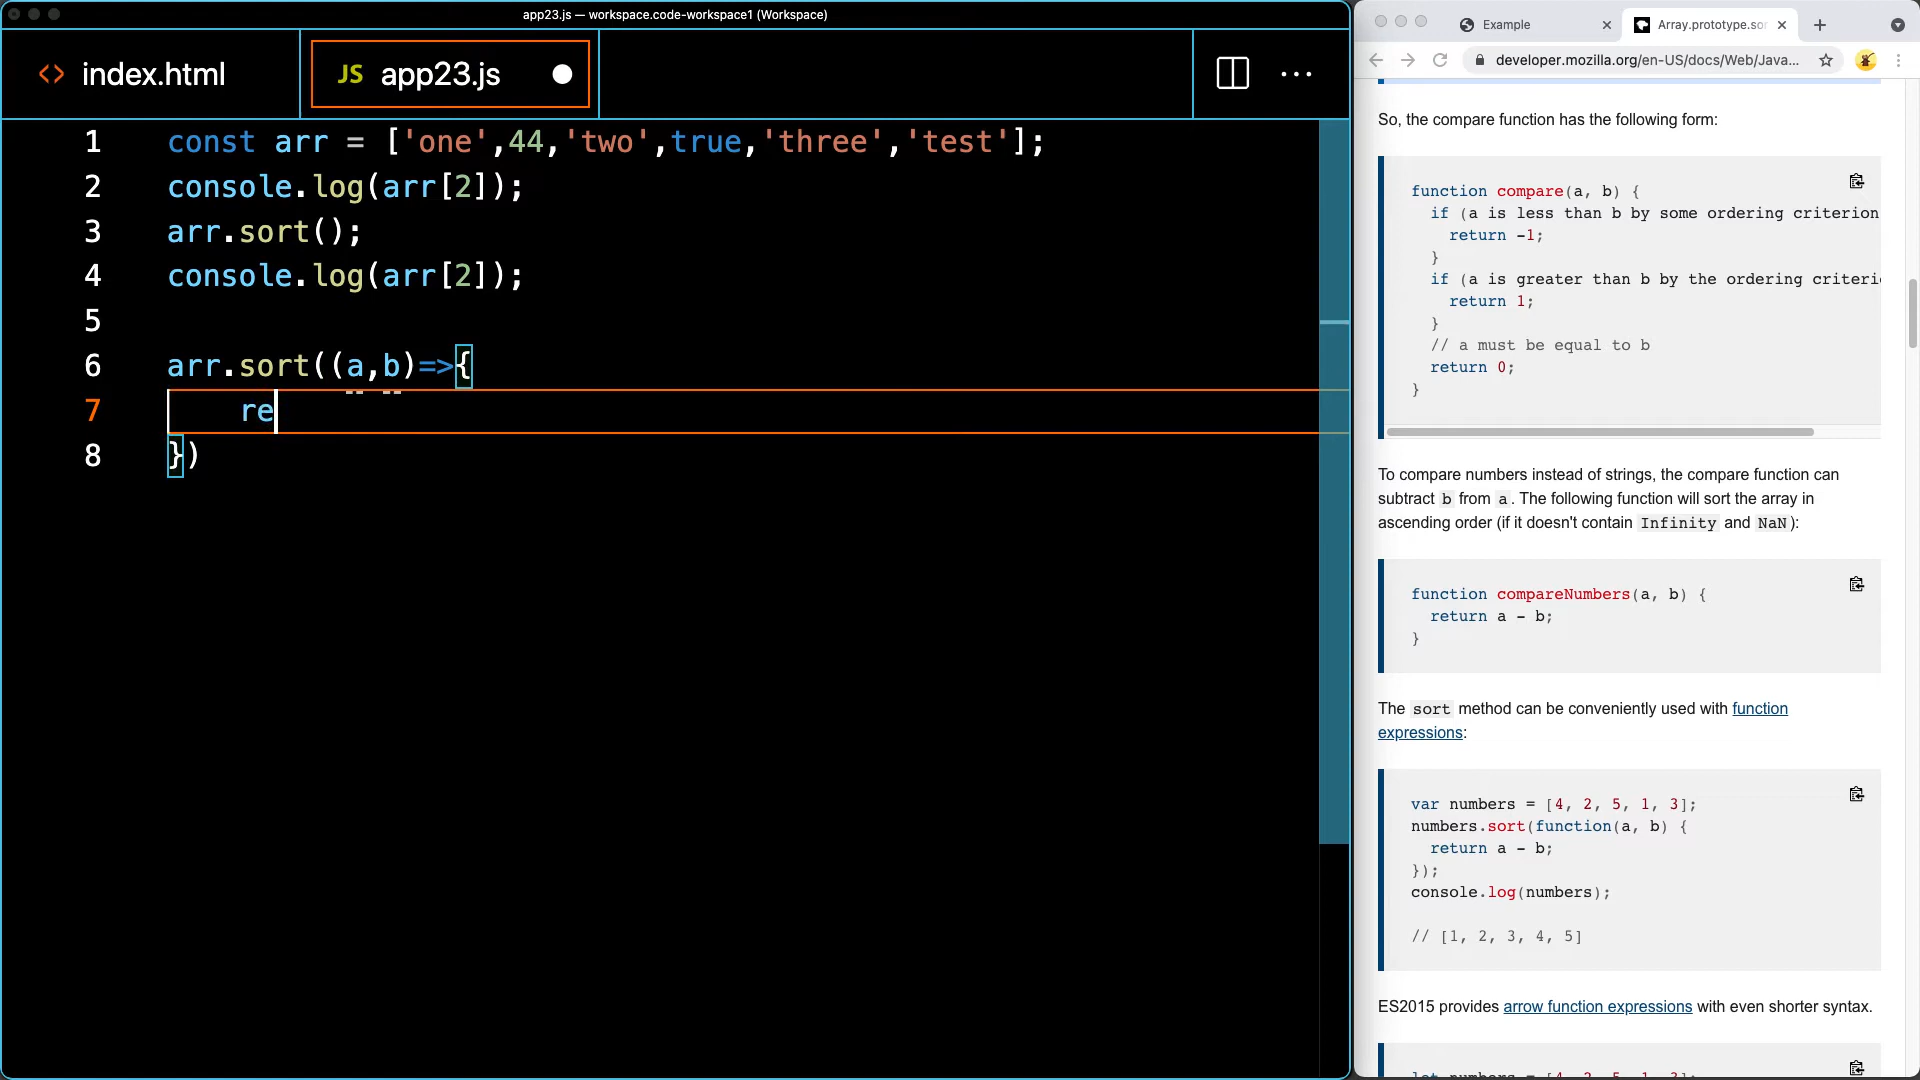 app23.js — workspace.code-workspace1 (Workspace)
<> index.html
JS app23.js
1 const arr = ['one',44,'two',true,'three','test'];
2 console.log(arr[2]);
3 arr.sort();
4 console.log(arr[2]);
5
6 arr.sort((a,b)=>{
7 re
8 })
Example
Array.prototype.sor
developer.mozilla.org/en-US/docs/Web/Java...
So, the compare function has the following form:
function compare(a, b) {
if (a is less than b by some ordering criterion
return -1;
}
if (a is greater than b by the ordering criteri
return 1;
}
// a must be equal to b
return 0;
}
To compare numbers instead of strings, the compare function can
subtract b from a. The following function will sort the array in
ascending order (if it doesn't contain Infinity and NaN):
function compareNumbers(a, b) {
return a - b;
}
The sort method can be conveniently used with function
expressions:
var numbers = [4, 2, 5, 1, 3];
numbers.sort(function(a, b) {
return a - b;
});
console.log(numbers);
// [1, 2, 3, 4, 5]
ES2015 provides arrow function expressions with even shorter syntax.
let numbers = [4, 2, 5, 1, 3];